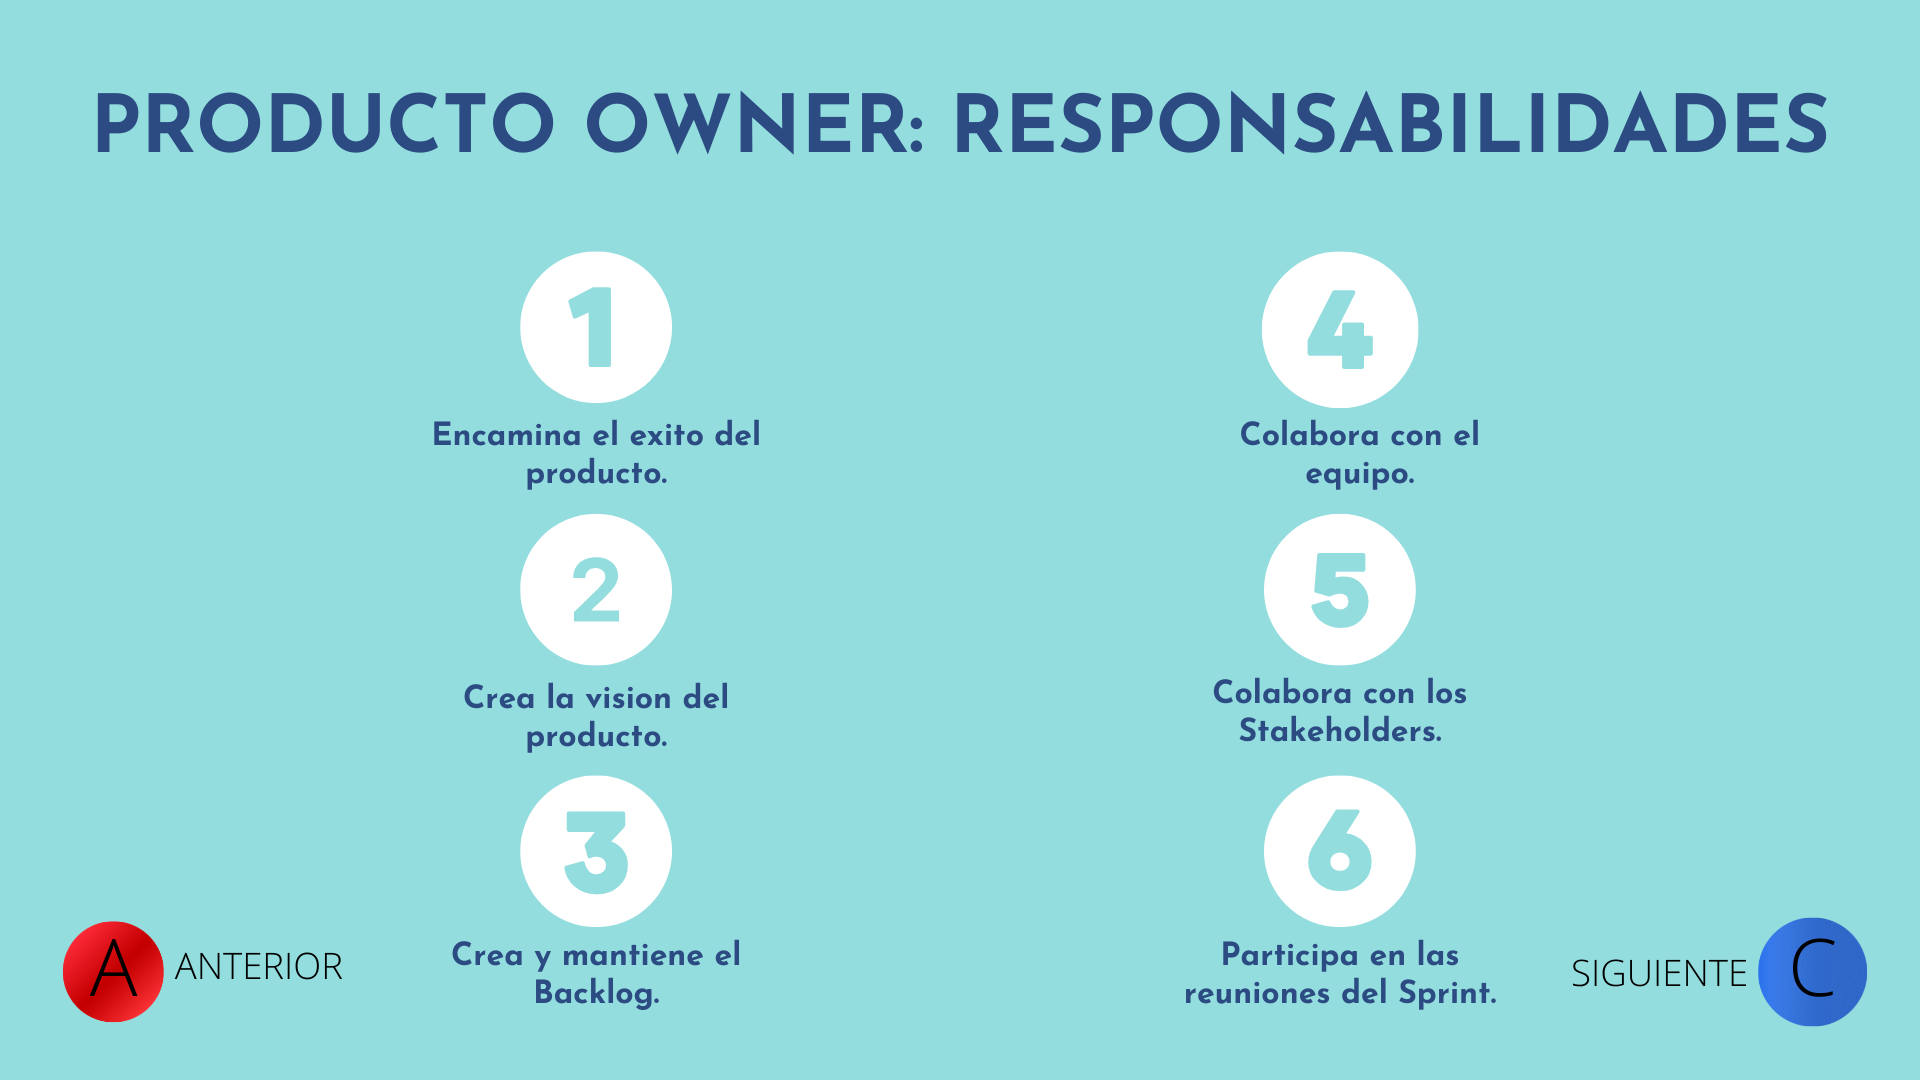 PRODUCTO OWNER: RESPONSABILIDADES
1
Encamina el exito del
producto.
2
Crea la vision del
producto.
3
Crea y mantiene el
Backlog.
4
Colabora con el
equipo.
5
Colabora con los
Stakeholders.
6
Participa en las
reuniones del Sprint.
A ANTERIOR
SIGUIENTE C